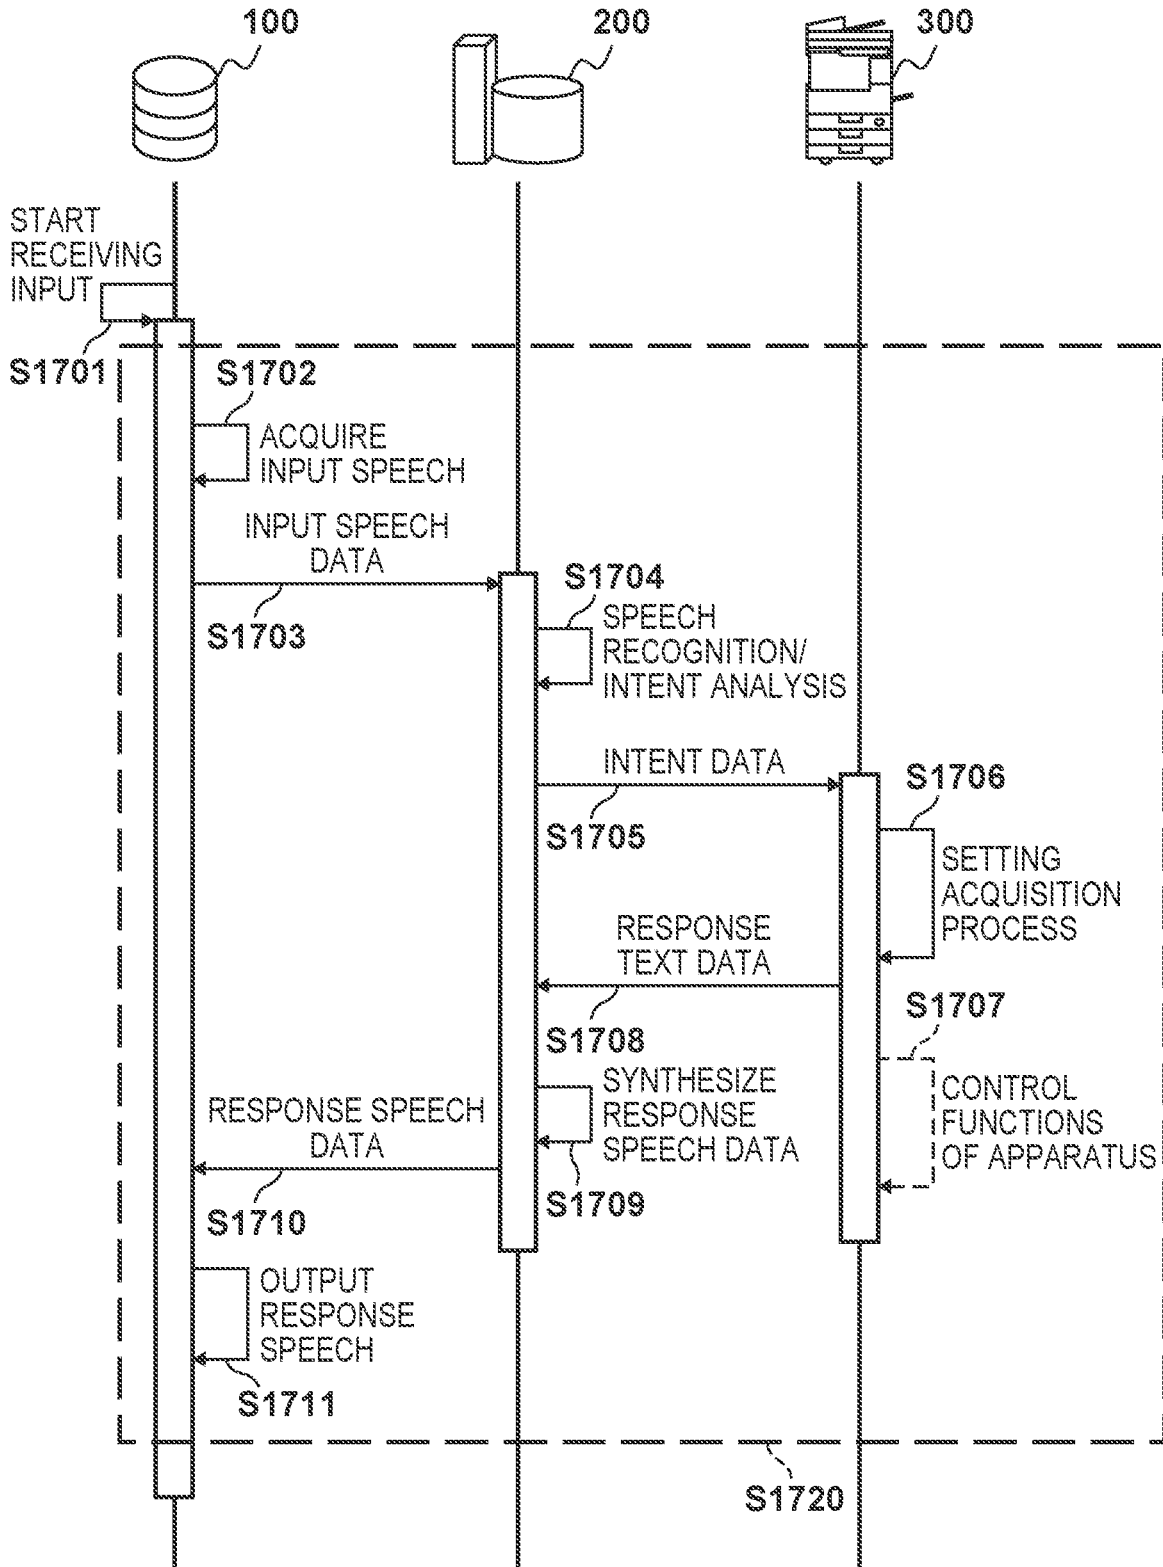 100
200
300
START
RECEIVING
INPUT
S1701
S1702
ACQUIRE
INPUT SPEECH
INPUT SPEECH
DATA
S1703
S1704
SPEECH
RECOGNITION/
INTENT ANALYSIS
INTENT DATA
S1705
S1706
SETTING
ACQUISITION
PROCESS
RESPONSE
TEXT DATA
S1708
S1707
CONTROL
FUNCTIONS
OF APPARATUS
SYNTHESIZE
RESPONSE
SPEECH DATA
S1709
RESPONSE SPEECH
DATA
S1710
OUTPUT
RESPONSE
SPEECH
S1711
S1720